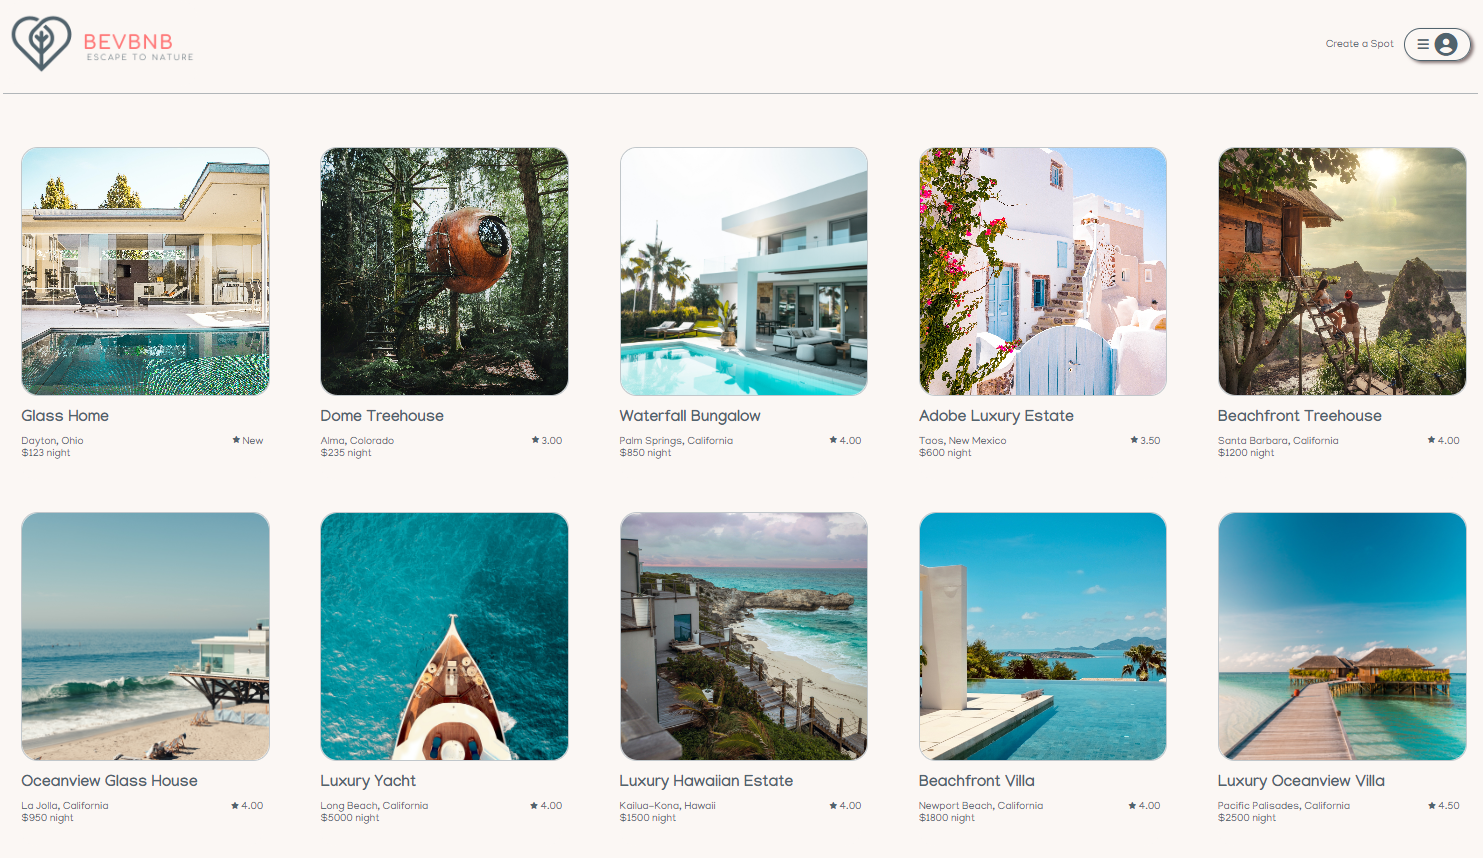 BEVBNB
ESCAPE TO NATURE
Create a Spot
Glass Home
Dayton, Ohio
New
$123 night
Dome Treehouse
Alma, Colorado
3.00
$235 night
Waterfall Bungalow
Palm Springs, California
4.00
$850 night
Adobe Luxury Estate
Taos, New Mexico
3.50
$600 night
Beachfront Treehouse
Santa Barbara, California
4.00
$1200 night
Oceanview Glass House
La Jolla, California
4.00
$950 night
Luxury Yacht
Long Beach, California
4.00
$5000 night
Luxury Hawaiian Estate
Kailua-Kona, Hawaii
4.00
$1500 night
Beachfront Villa
Newport Beach, California
4.00
$1800 night
Luxury Oceanview Villa
Pacific Palisades, California
4.50
$2500 night